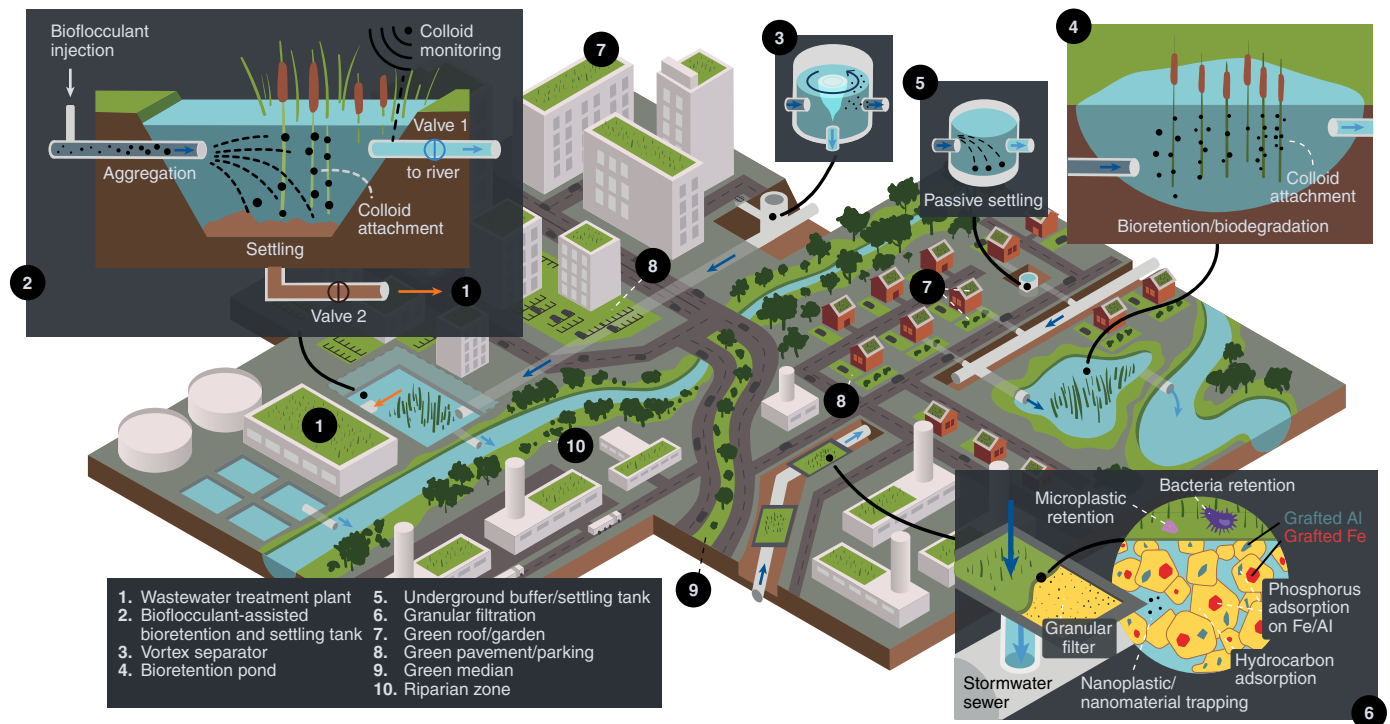 Bioflocculant
injection
Colloid
monitoring
Valve 1
Aggregation
to river
Colloid
attachment
Settling
2
1
Valve 2
7
3
5
Passive settling
4
Colloid
attachment
Bioretention/biodegradation
8
7
8
1
10
9
Bacteria retention
Microplastic
retention
Grafted Al
Grafted Fe
Phosphorus
adsorption
on Fe/Al
Granular
filter
Hydrocarbon
adsorption
Stormwater
sewer
Nanoplastic/
nanomaterial trapping
6
1. Wastewater treatment plant
2. Bioflocculant-assisted
bioretention and settling tank
3. Vortex separator
4. Bioretention pond
5. Underground buffer/settling tank
6. Granular filtration
7. Green roof/garden
8. Green pavement/parking
9. Green median
10. Riparian zone